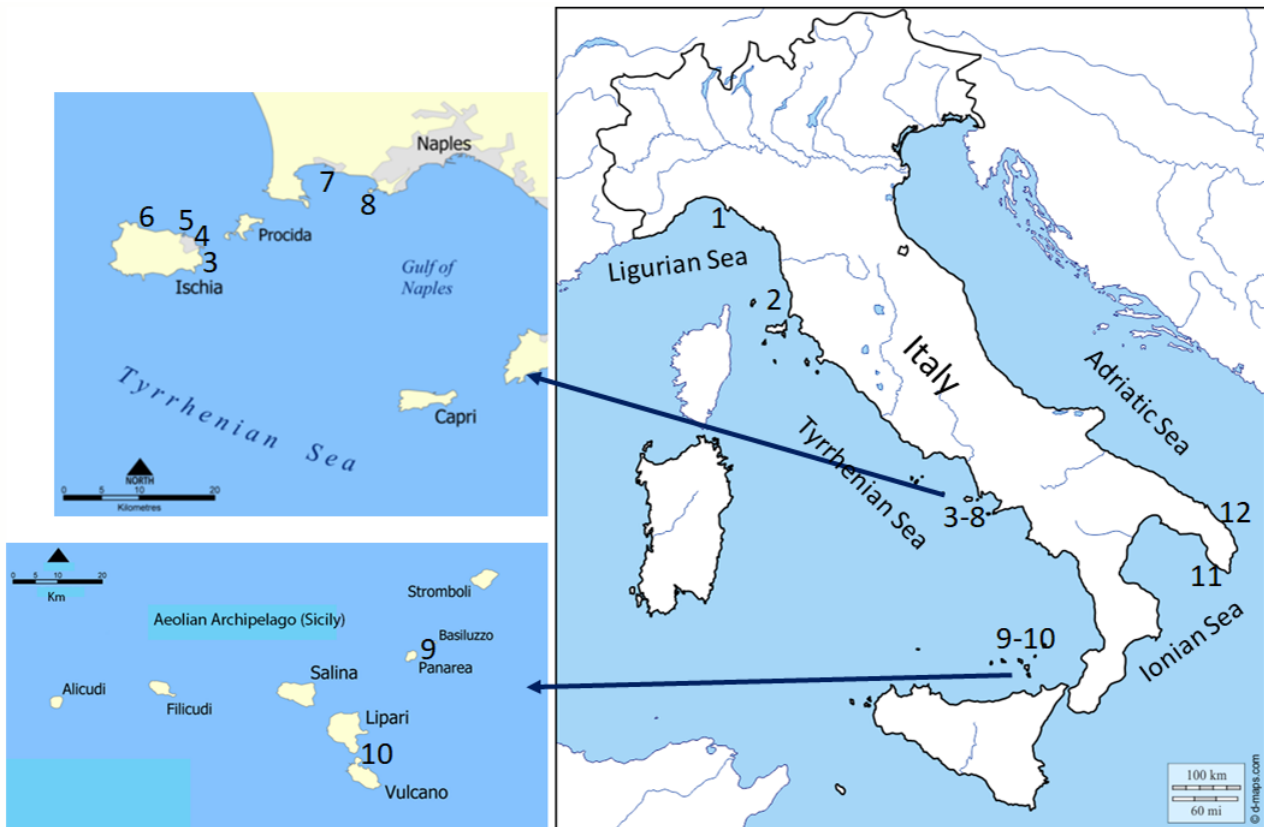 Naples
7
8
6
5
4
3
Procida
Ischia
Gulf of
Naples
Capri
Tyrrhenian Sea
NORTH
0 10 20
Kilometres
0 10 20
Km
Aeolian Archipelago (Sicily)
Stromboli
Basiluzzo
9
Panarea
Salina
Alicudi
Filicudi
Lipari
10
Vulcano
1
Ligurian Sea
2
Italy
Adriatic Sea
Tyrrhenian Sea
3-8
12
11
9-10
Ionian Sea
100 km
60 mi
© d-maps.com